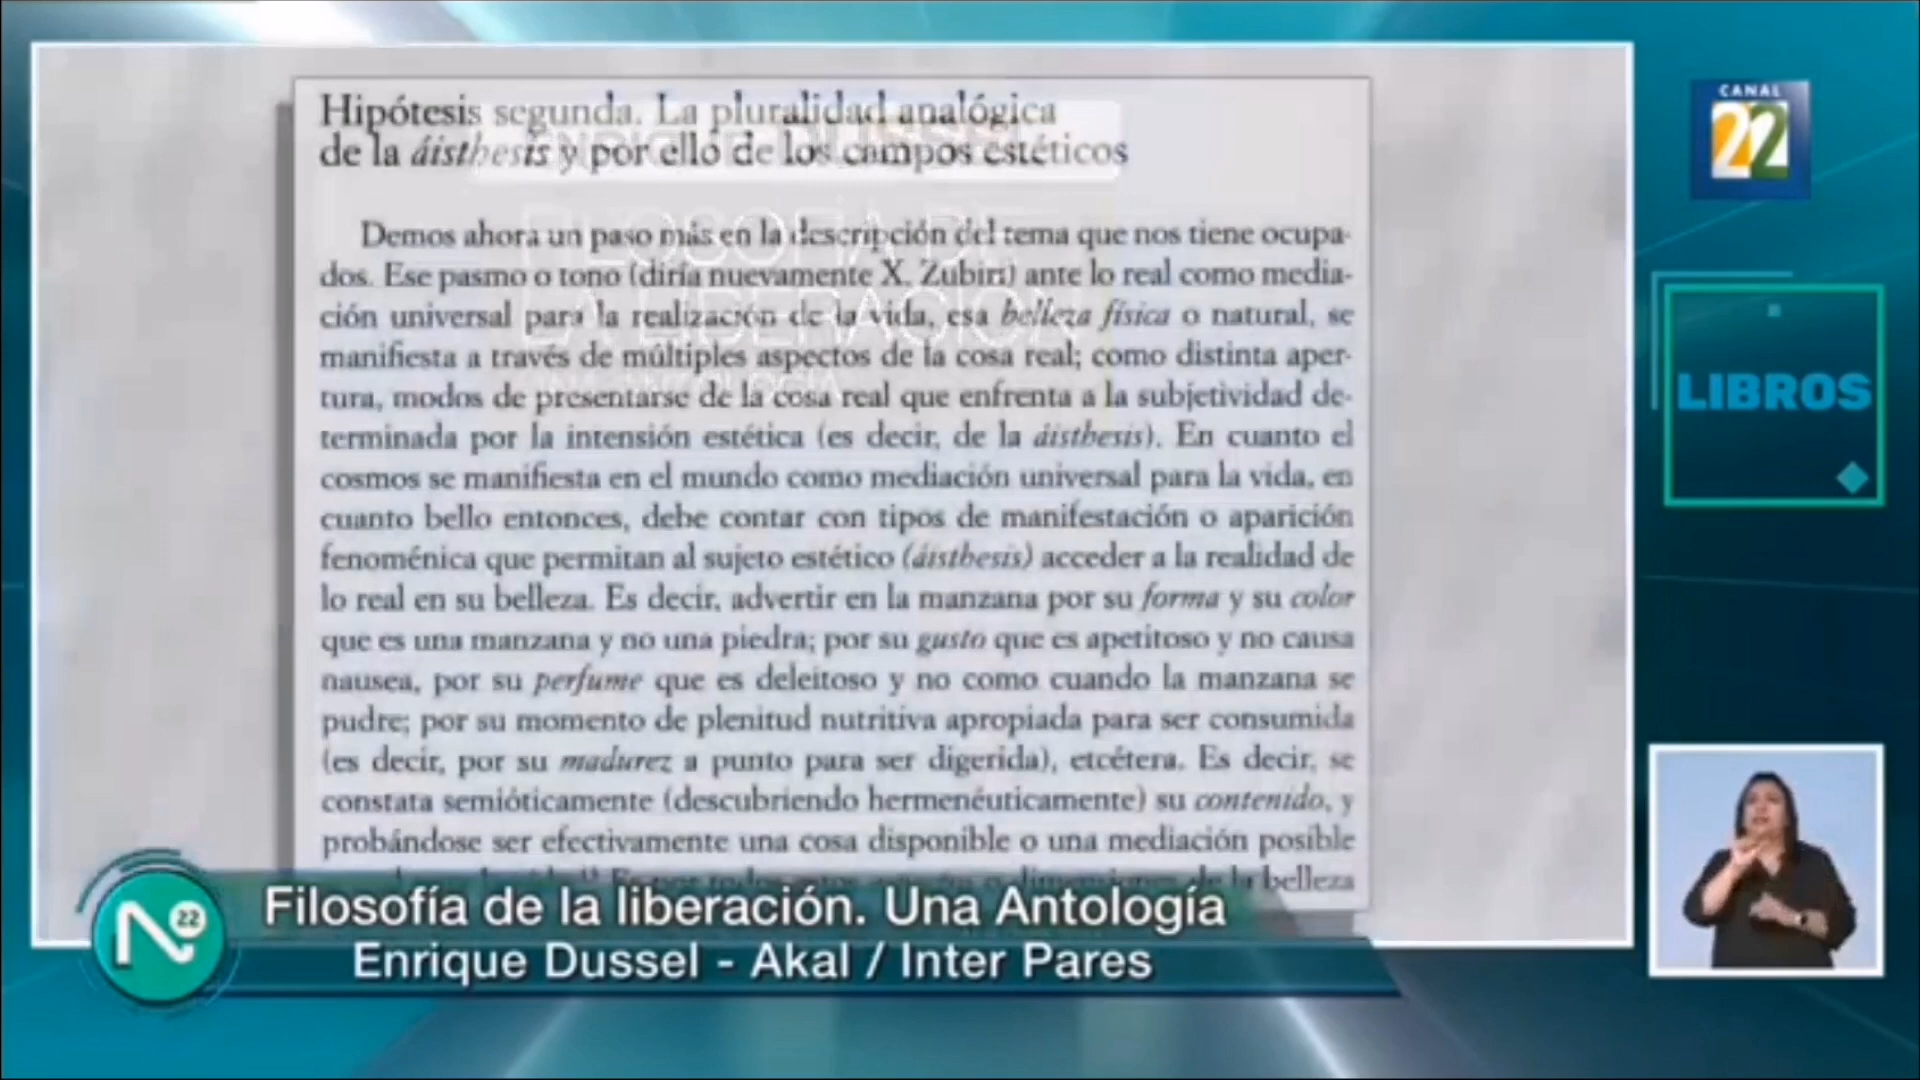 Hipótesis segunda. La pluralidad analógica
de la áisthesis y por ello de los campos estéticos
Demos ahora un paso más en la descripción del tema que nos tiene ocupa-
dos. Ese pasmo o tono (diría nuevamente X. Zubiri) ante lo real como media-
ción universal para la realización de la vida, esa belleza física o natural, se
manifiesta a través de múltiples aspectos de la cosa real; como distinta aper-
tura, modos de presentarse de la cosa real que enfrenta a la subjetividad de-
terminada por la intensión estética (es decir, de la áisthesis). En cuanto el
cosmos se manifiesta en el mundo como mediación universal para la vida, en
cuanto bello entonces, debe contar con tipos de manifestación o aparición
fenoménica que permitan al sujeto estético (áisthesis) acceder a la realidad de
lo real en su belleza. Es decir, advertir en la manzana por su forma y su color
que es una manzana y no una piedra; por su gusto que es apetitoso y no causa
nausea, por su perfume que es deleitoso y no como cuando la manzana se
pudre; por su momento de plenitud nutritiva apropiada para ser consumida
(es decir, por su madurez a punto para ser digerida), etcétera. Es decir, se
constata semióticamente (descubriendo hermenéuticamente) su contenido, y
probándose ser efectivamente una cosa disponible o una mediación posible
de la belleza
FILOSOFÍA DE
LA LIBERACIÓN
UNA ANTOLOGÍA
CANAL
22
LIBROS
N22
Filosofía de la liberación. Una Antología
Enrique Dussel - Akal / Inter Pares